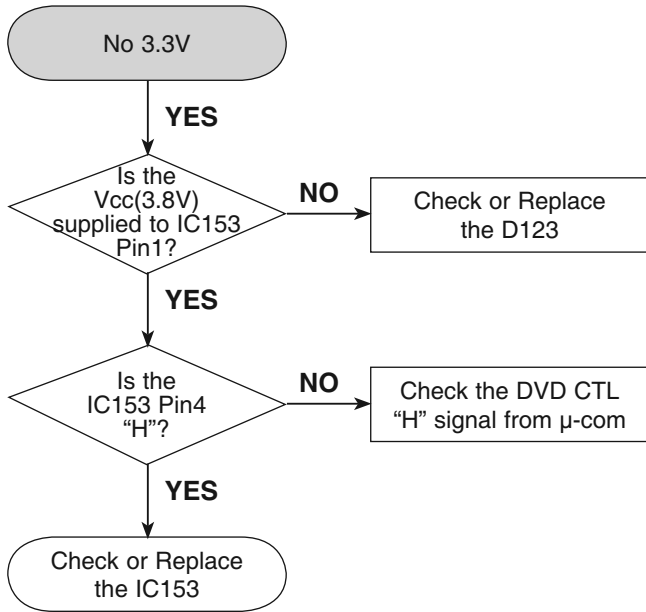 No 3.3V
YES
Is the
Vcc(3.8V)
supplied to IC153
Pin1?
NO
Check or Replace
the D123
YES
Is the
IC153 Pin4
“H”?
NO
Check the DVD CTL
“H” signal from µ-com
YES
Check or Replace
the IC153